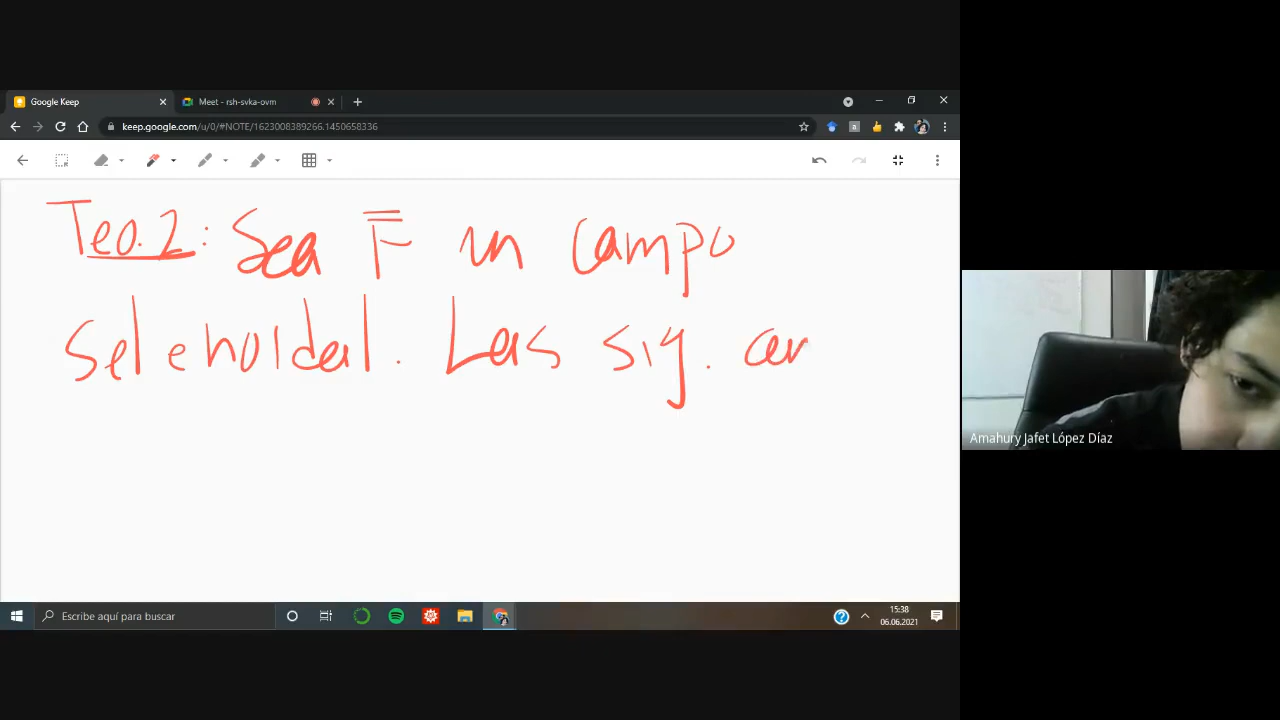 Google Keep
Meet - rsh-svka-ovm
keep.google.com/u/0/#NOTE/1623008389266.1450658336
Teo. 2: Sea F un campo
selenoidal. Las sig. con
Amahury Jafet López Díaz
Escribe aquí para buscar
15:38
06.06.2021